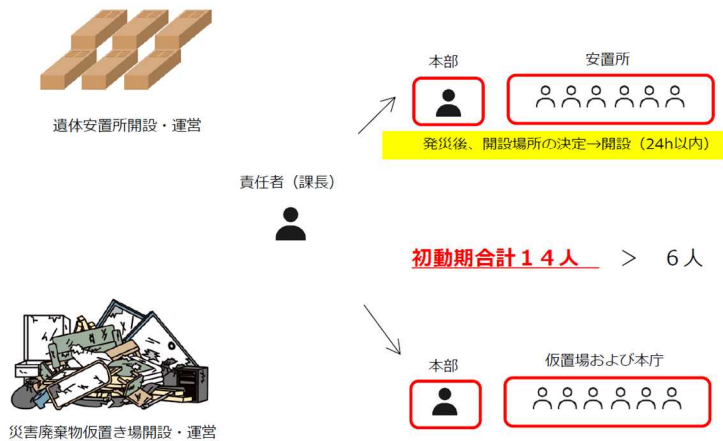 本部
安置所
遺体安置所開設・運営
発災後、開設場所の決定→開設（24h以内）
責任者（課長）
初動期合計１４人　＞　６人
本部
仮置場および本庁
災害廃棄物仮置き場開設・運営